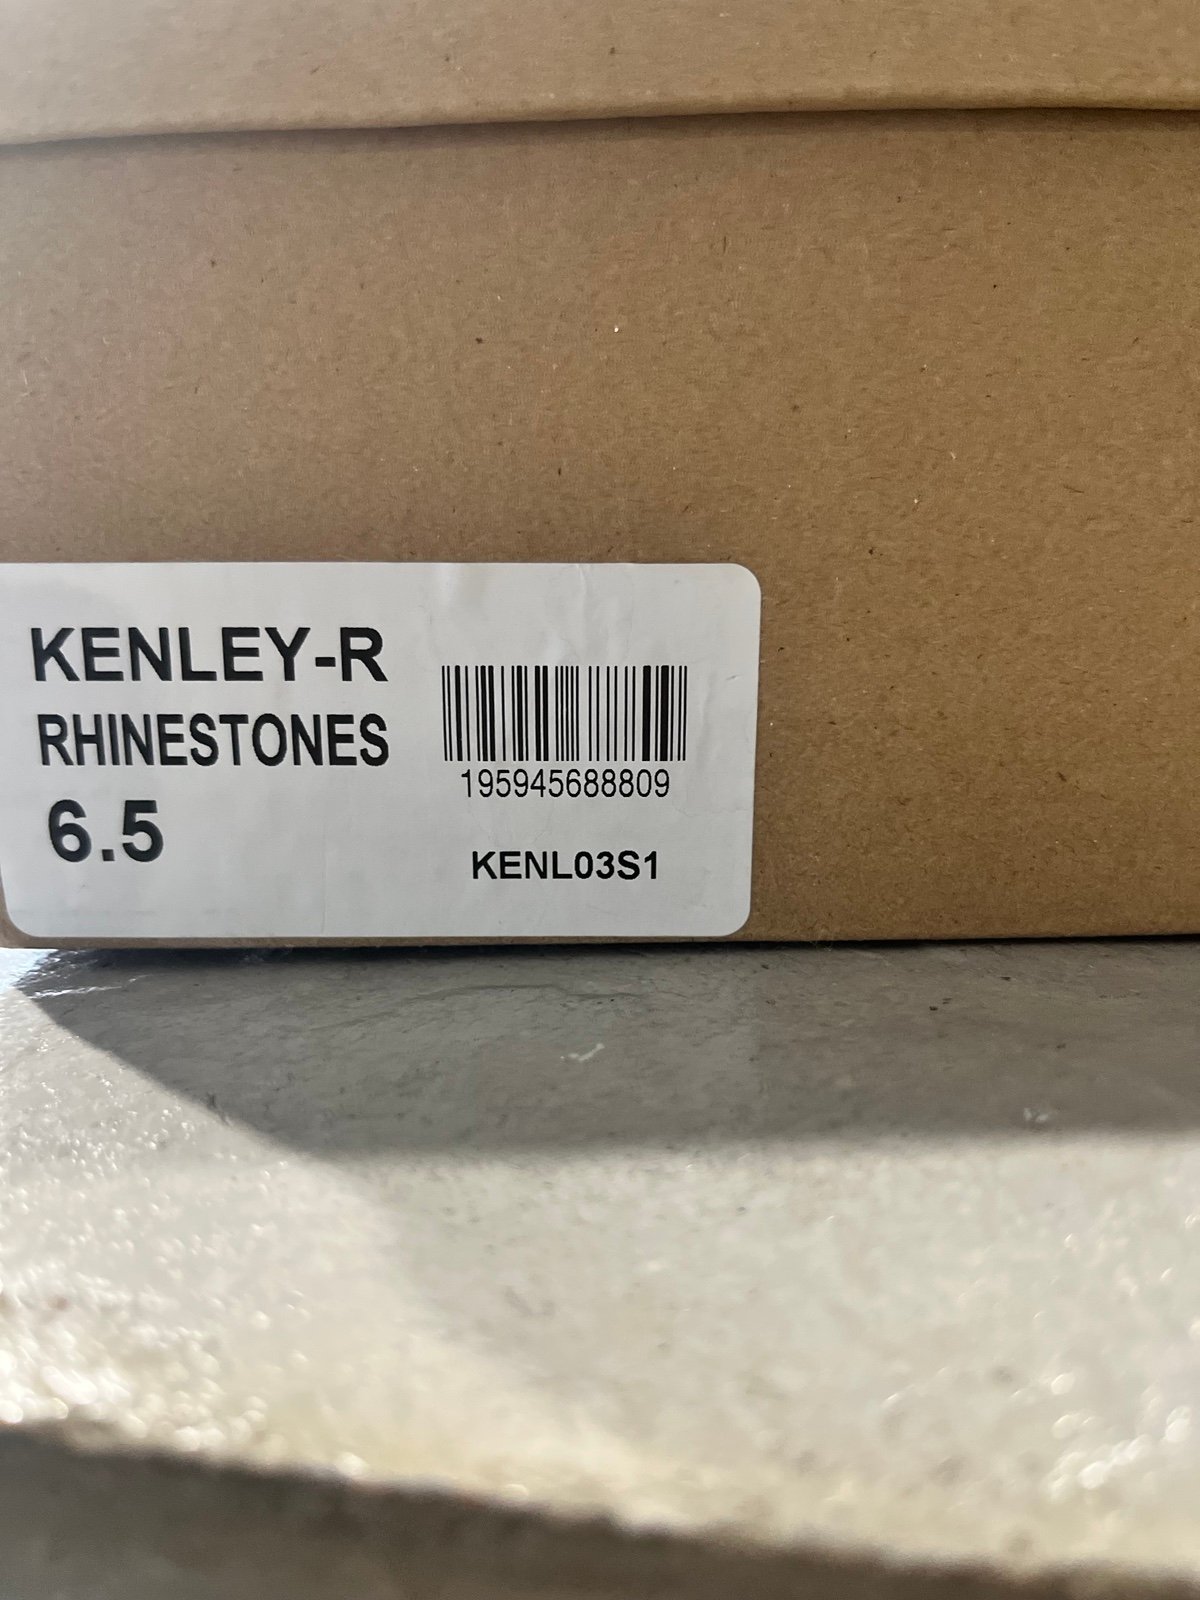 KENLEY-R
RHINESTONES
6.5
195945688809
KENL03S1